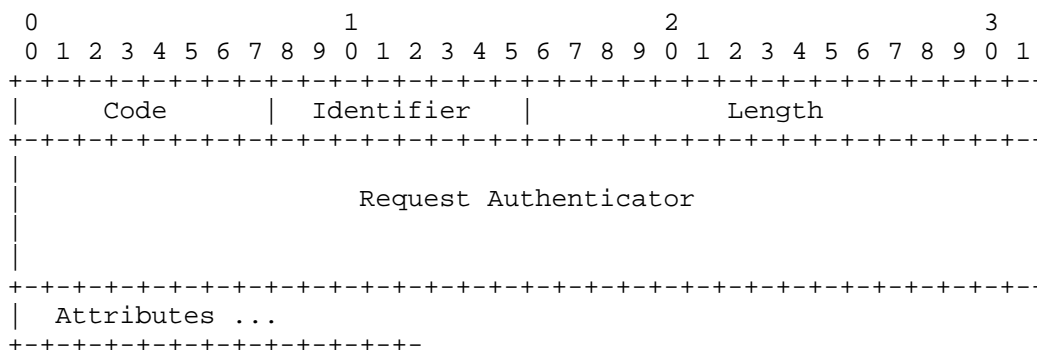 0                   1                   2                   3
 0 1 2 3 4 5 6 7 8 9 0 1 2 3 4 5 6 7 8 9 0 1 2 3 4 5 6 7 8 9 0 1
+-+-+-+-+-+-+-+-+-+-+-+-+-+-+-+-+-+-+-+-+-+-+-+-+-+-+-+-+-+-+-+-
|     Code      |  Identifier   |            Length
+-+-+-+-+-+-+-+-+-+-+-+-+-+-+-+-+-+-+-+-+-+-+-+-+-+-+-+-+-+-+-+-
|
|                     Request Authenticator
|
|
+-+-+-+-+-+-+-+-+-+-+-+-+-+-+-+-+-+-+-+-+-+-+-+-+-+-+-+-+-+-+-+-
|  Attributes ...
+-+-+-+-+-+-+-+-+-+-+-+-+-